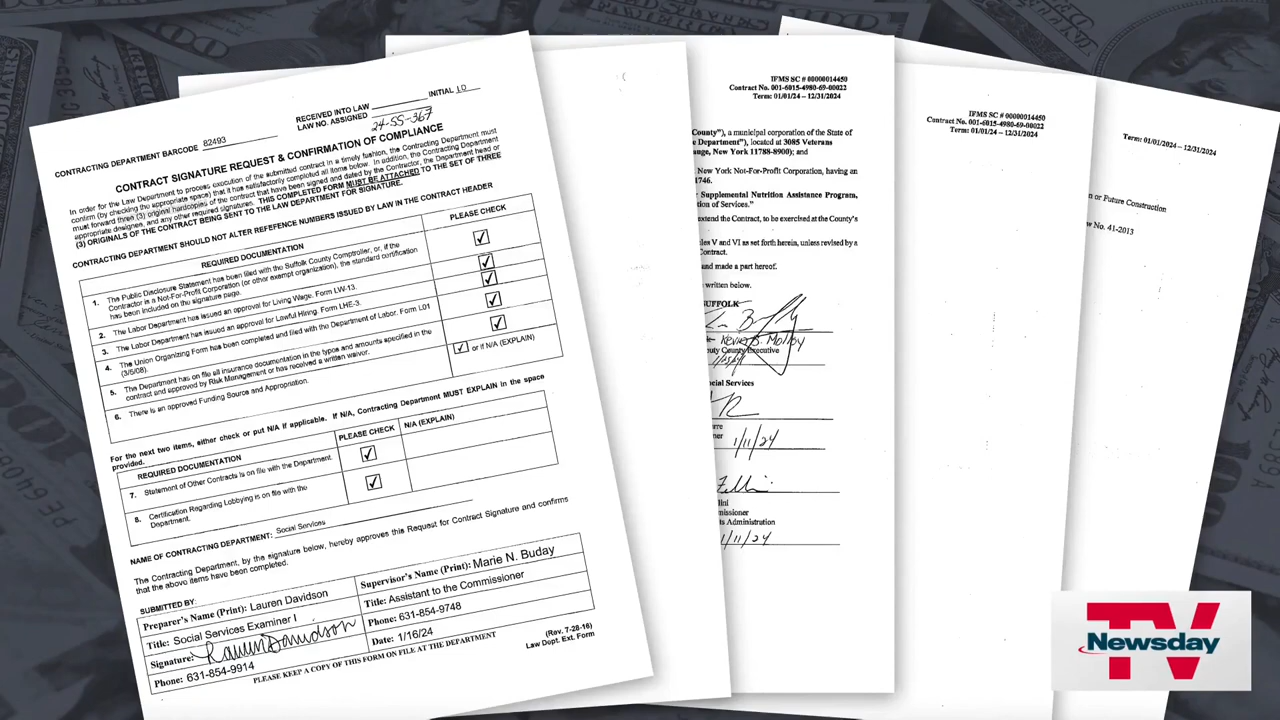 CONTRACTING DEPARTMENT BARCODE 82493
RECEIVED INTO LAW INITIAL LD
LAW NO. ASSIGNED 24-SS-367
CONTRACT SIGNATURE REQUEST & CONFIRMATION OF COMPLIANCE
In order for the Law Department to process execution of the submitted contract in a timely fashion, the Contracting Department must
confirm (by checking the appropriate space) that it has satisfactorily completed all items below. In addition, the Contracting Department
must forward three (3) original hardcopies of the contract that have been signed and dated by the Contractor, the Department head or
appropriate designee, and any other required signatures. THIS COMPLETED FORM MUST BE ATTACHED TO THE SET OF THREE
(3) ORIGINALS OF THE CONTRACT BEING SENT TO THE LAW DEPARTMENT FOR SIGNATURE.
CONTRACTING DEPARTMENT SHOULD NOT ALTER REFERENCE NUMBERS ISSUED BY LAW IN THE CONTRACT HEADER
REQUIRED DOCUMENTATION PLEASE CHECK
1. The Public Disclosure Statement has been filed with the Suffolk County Comptroller, or, if the
Contractor is a Not-For-Profit Corporation (or other exempt organization), the standard certification
has been included on the signature page. ✓
2. The Labor Department has issued an approval for Living Wage. Form LW-13. ✓
3. The Labor Department has issued an approval for Lawful Hiring. Form LHE-3. ✓
4. The Union Organizing Form has been completed and filed with the Department of Labor. Form L01
(3/5/08). ✓
5. The Department has on file all insurance documentation in the types and amounts specified in the
contract and approved by Risk Management or has received a written waiver. ✓
6. There is an approved Funding Source and Appropriation. ✓ or if N/A (EXPLAIN)
For the next two items, either check or put N/A if applicable. If N/A, Contracting Department MUST EXPLAIN in the space
provided.
REQUIRED DOCUMENTATION PLEASE CHECK N/A (EXPLAIN)
7. Statement of Other Contracts is on file with the Department. ✓
8. Certification Regarding Lobbying is on file with the
Department. ✓
NAME OF CONTRACTING DEPARTMENT: Social Services
The Contracting Department, by the signature below, hereby approves this Request for Contract Signature and confirms
that the above items have been completed.
SUBMITTED BY:
Preparer's Name (Print): Lauren Davidson
Title: Social Services Examiner I
Signature: Lauren Davidson
Phone: 631-854-9914
Supervisor's Name (Print): Marie N. Buday
Title: Assistant to the Commissioner
Phone: 631-854-9748
Date: 1/16/24
PLEASE KEEP A COPY OF THIS FORM ON FILE AT THE DEPARTMENT
(Rev. 7-28-16)
Law Dept. Ext. Form
IFMS SC # 00000014450
Contract No. 001-6015-4980-69-00022
Term: 01/01/24 – 12/31/2024
County"), a municipal corporation of the State of
e Department"), located at 3085 Veterans
auge, New York 11788-8900; and
New York Not-For-Profit Corporation, having an
1746.
Supplemental Nutrition Assistance Program,
tion of Services."
extend the Contract, to be exercised at the County's
les V and VI as set forth herein, unless revised by a
Contract.
and made a part hereof.
written below.
SUFFOLK
Kevin J. Molloy
eputy County Executive
ocial Services
erre
ner 1/11/24
lini
mmissioner
ts Administration
1/11/24
IFMS SC # 00000014450
Contract No. 001-6015-4980-69-00022
Term: 01/01/24 – 12/31/2024
Term: 01/01/24 – 12/31/2024
n or Future Construction
w No. 41-2013
TV
Newsday